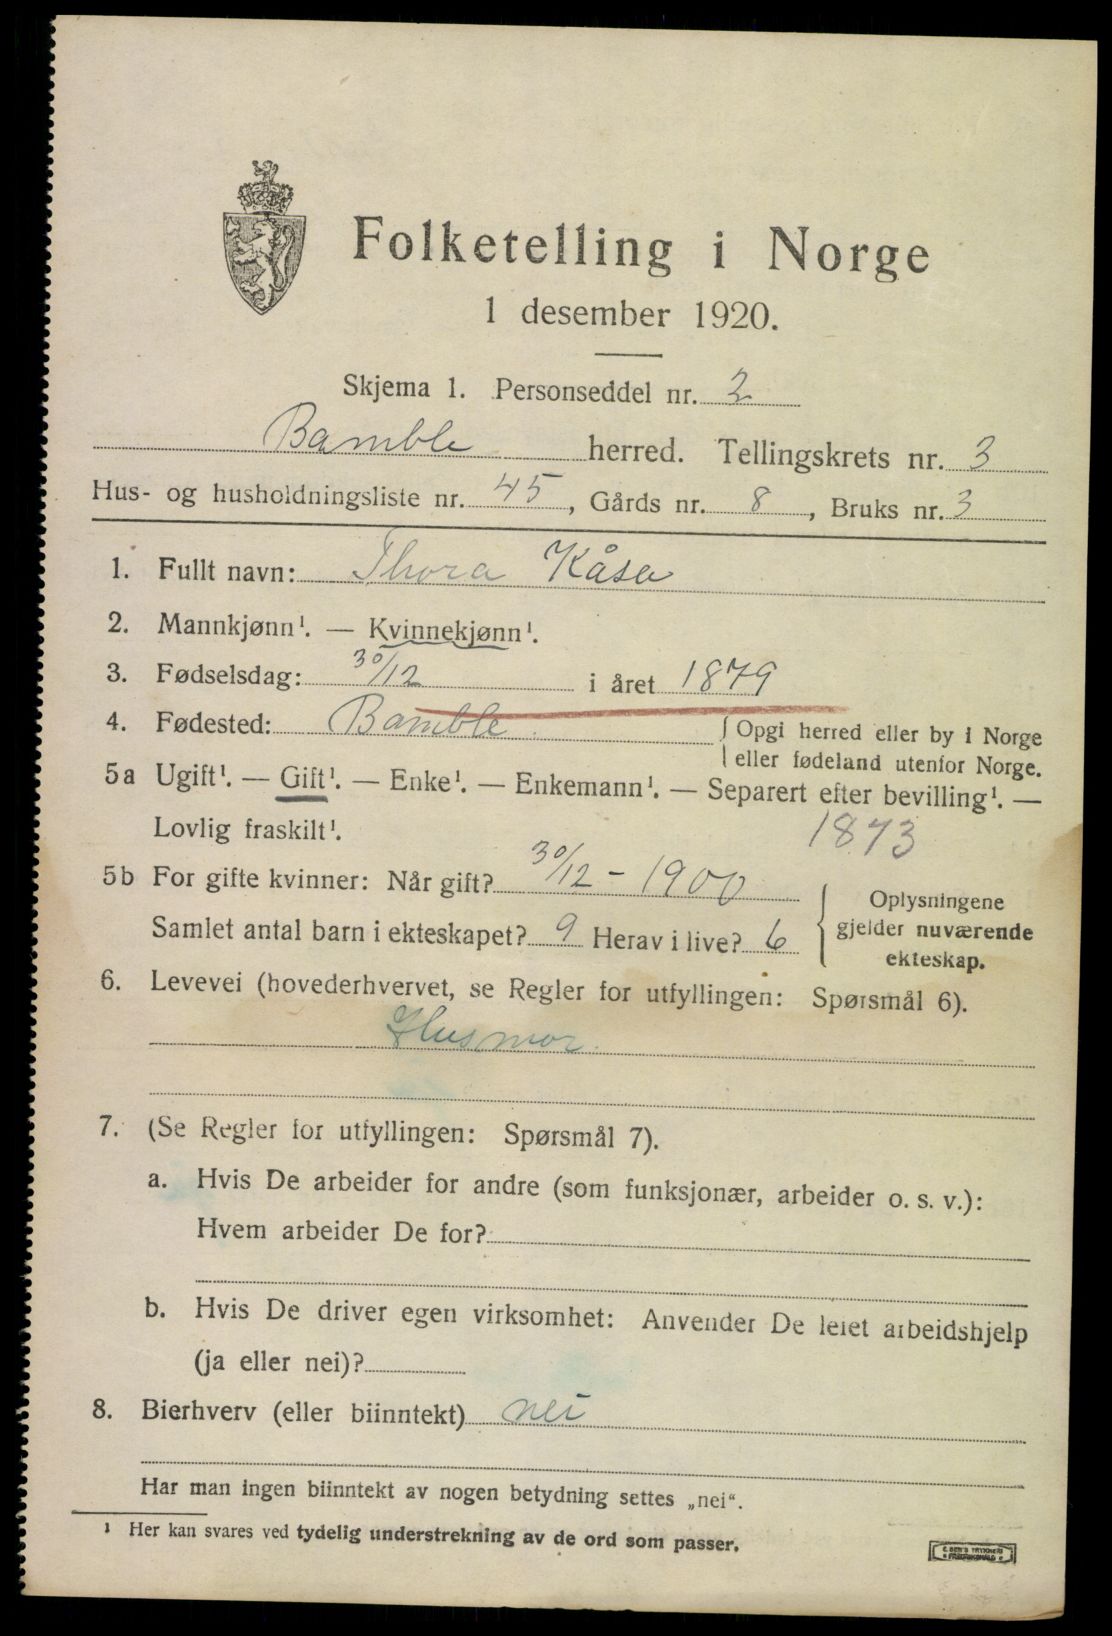 Folketelling i Norge
1 desember 1920.
Skjema 1. Personseddel nr. 2
Bamble herred. Tellingskrets nr. 3
Hus- og husholdningsliste nr. 45, Gårds nr. 8, Bruks nr. 3
1. Fullt navn: Thora Kåsa
2. Mannkjønn¹. — Kvinnekjønn¹.
3. Fødselsdag: 30/12 i året 1879
4. Fødested: Bamble. { Opgi herred eller by i Norge
eller fødeland utenfor Norge.
5a Ugift¹. — Gift¹. — Enke¹. — Enkemann¹. — Separert efter bevilling¹. —
Lovlig fraskilt¹. 1873
5b For gifte kvinner: Når gift? 30/12 - 1900
Samlet antal barn i ekteskapet? 9 Herav i live? 6
{ Oplysningene
gjelder nuværende
ekteskap.
6. Levevei (hovederhvervet, se Regler for utfyllingen: Spørsmål 6).
Husmor.
7. (Se Regler for utfyllingen: Spørsmål 7).
a. Hvis De arbeider for andre (som funksjonær, arbeider o. s. v.):
Hvem arbeider De for?
b. Hvis De driver egen virksomhet: Anvender De leiet arbeidshjelp
(ja eller nei)?
8. Bierhverv (eller biinntekt) nei
Har man ingen biinntekt av nogen betydning settes „nei“.
¹ Her kan svares ved tydelig understrekning av de ord som passer.